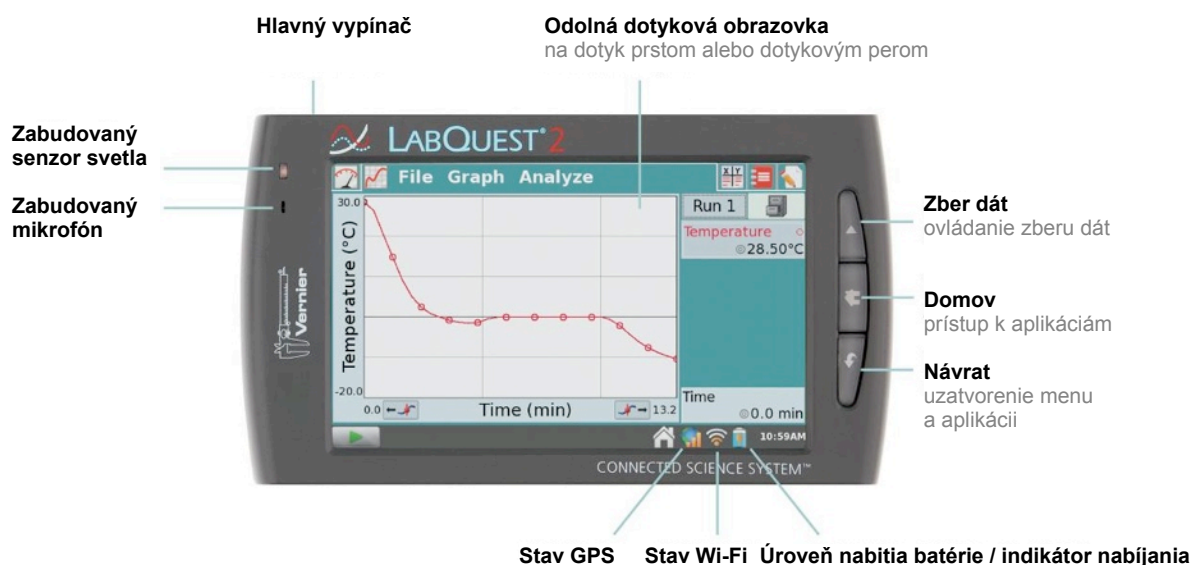 Hlavný vypínač
Odolná dotyková obrazovka
na dotyk prstom alebo dotykovým perom
Zabudovaný
senzor svetla
Zabudovaný
mikrofón
LABQUEST® 2
File Graph Analyze
X Y
30.0
Temperature (°C)
-20.0
0.0
Time (min)
13.2
Run 1
Temperature
28.50°C
Time
0.0 min
10:59AM
Vernier
CONNECTED SCIENCE SYSTEM™
Zber dát
ovládanie zberu dát
Domov
prístup k aplikáciám
Návrat
uzatvorenie menu
a aplikácii
Stav GPS Stav Wi-Fi Úroveň nabitia batérie / indikátor nabíjania